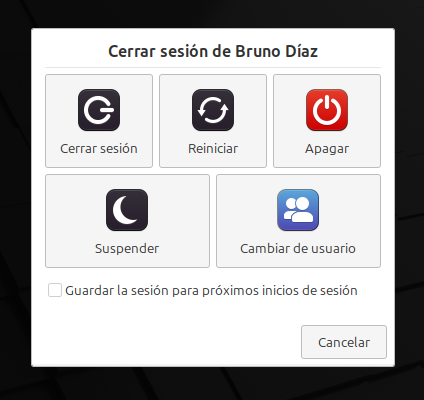 Cerrar sesión de Bruno Díaz
Cerrar sesión
Reiniciar
Apagar
Suspender
Cambiar de usuario
Guardar la sesión para próximos inicios de sesión
Cancelar